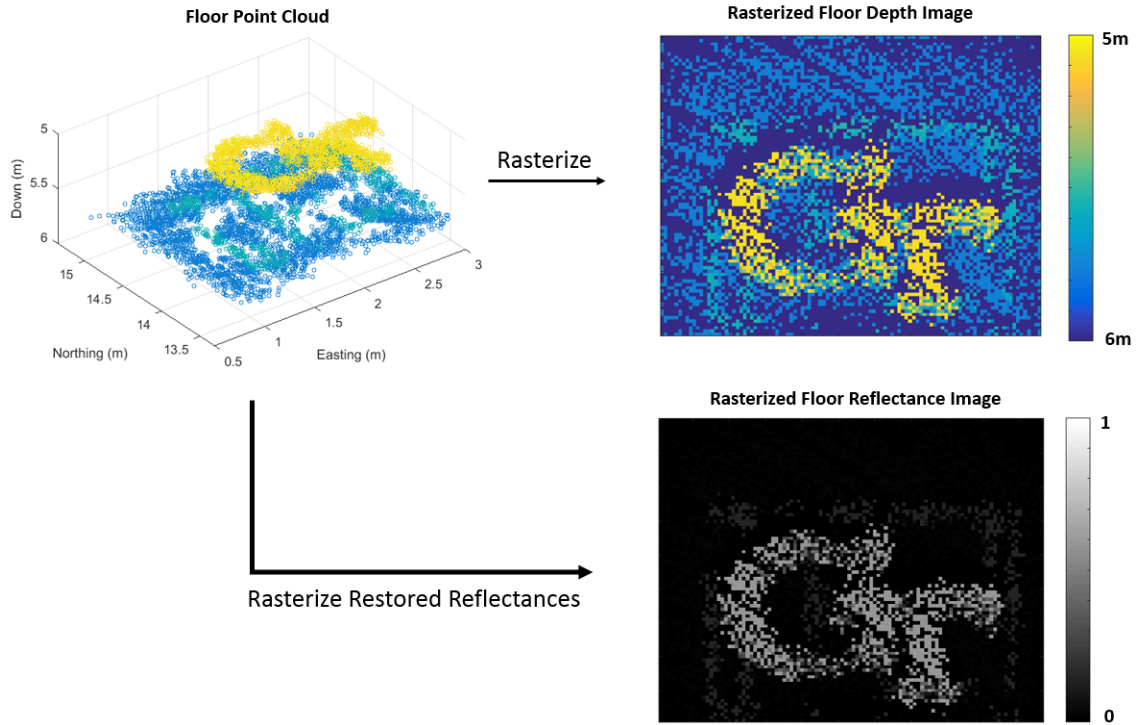 Floor Point Cloud
5
5.5
6
Down (m)
15
14.5
14
13.5
Northing (m)
0.5
1
1.5
2
2.5
3
Easting (m)
Rasterize
Rasterized Floor Depth Image
5m
6m
GT
Rasterize Restored Reflectances
Rasterized Floor Reflectance Image
1
0
GT